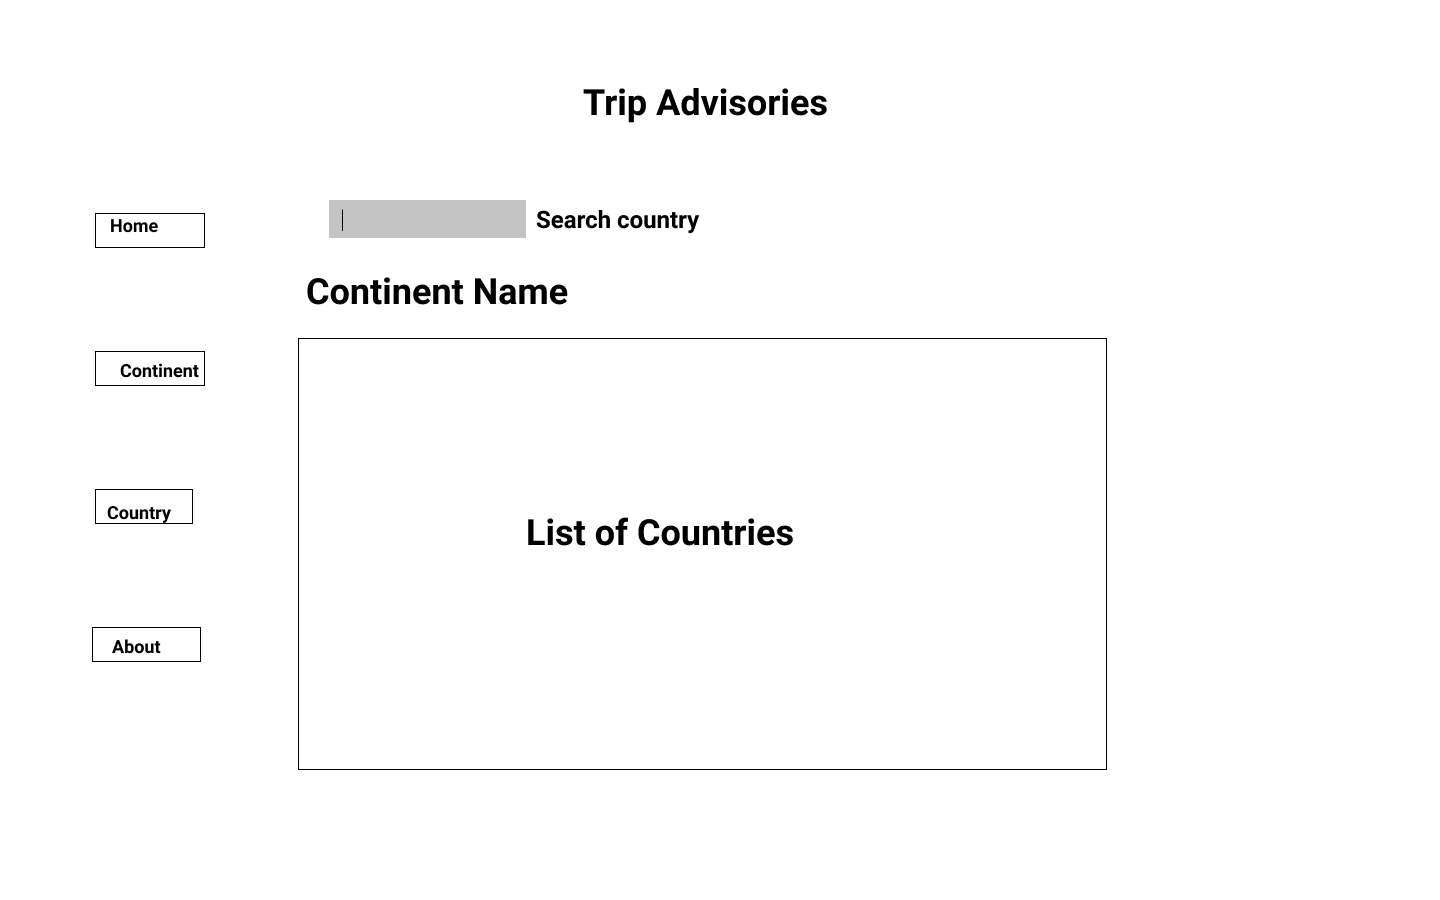 Trip Advisories
Home
Search country
Continent Name
Continent
Country
List of Countries
About